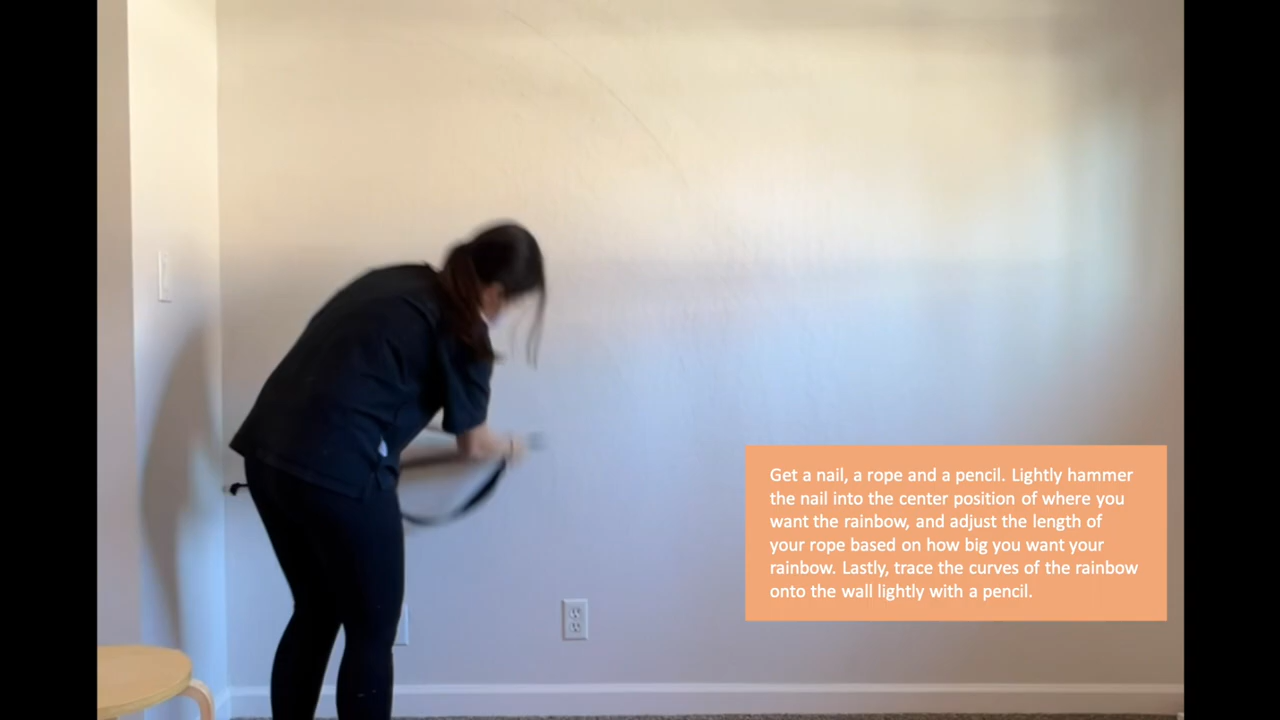 Get a nail, a rope and a pencil. Lightly hammer
the nail into the center position of where you
want the rainbow, and adjust the length of
your rope based on how big you want your
rainbow. Lastly, trace the curves of the rainbow
onto the wall lightly with a pencil.